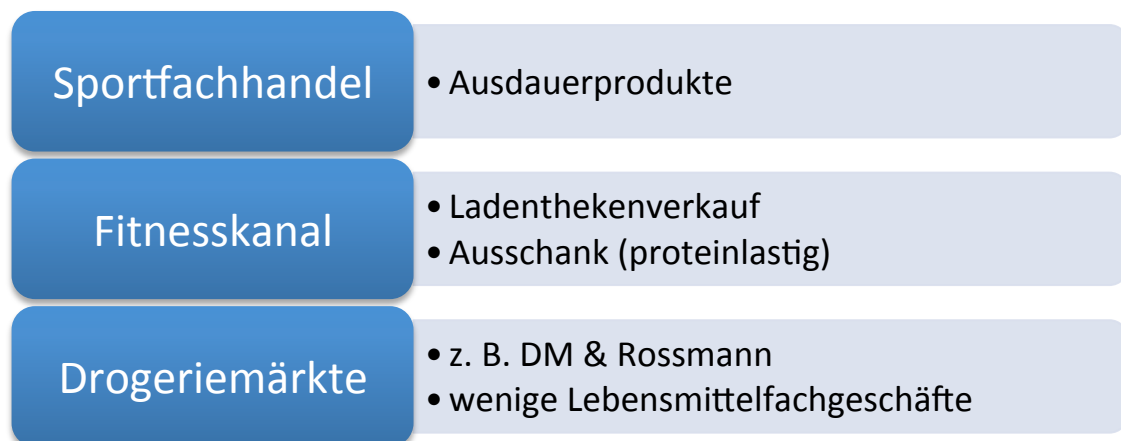 Sportfachhandel
• Ausdauerprodukte
Fitnesskanal
• Ladenthekenverkauf
• Ausschank (proteinlastig)
Drogeriemärkte
• z. B. DM & Rossmann
• wenige Lebensmittelfachgeschäfte